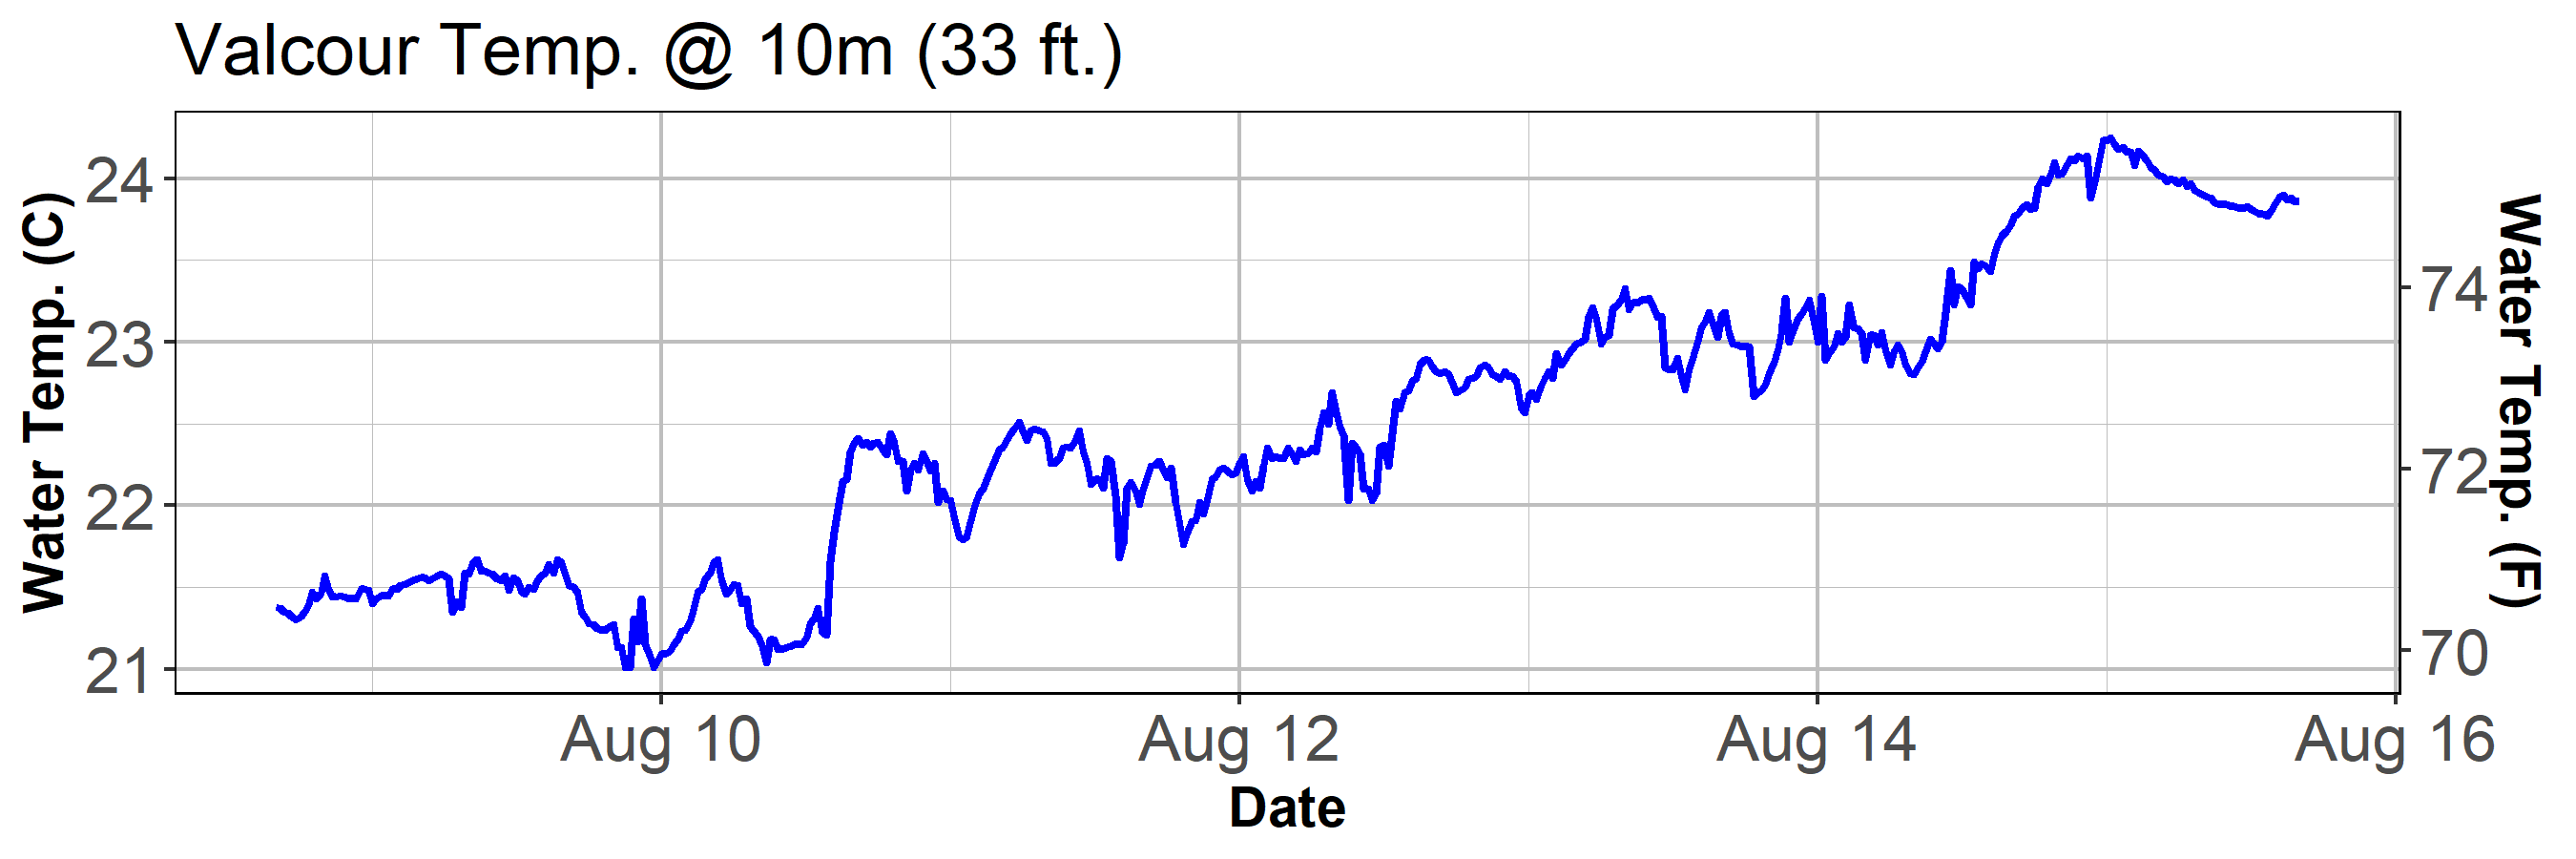 Valcour Temp. @ 10m (33 ft.)
Water Temp. (C)
24
23
22
21
74
72
70
Water Temp. (F)
Aug 10
Aug 12
Aug 14
Aug 16
Date